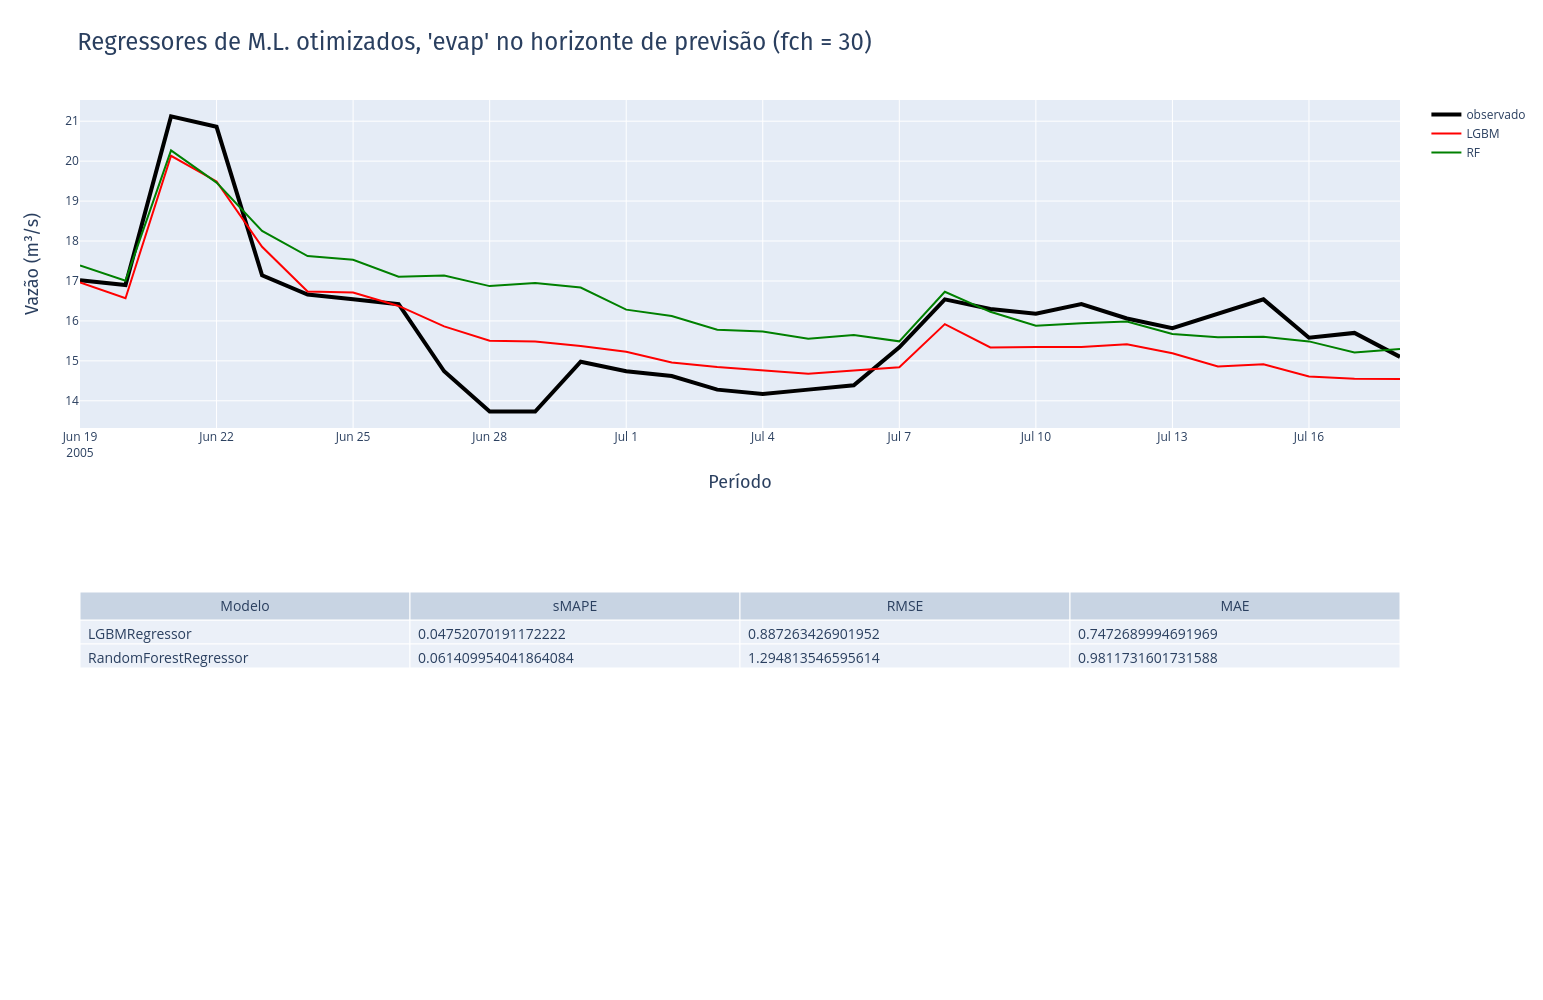 Regressores de M.L. otimizados, 'evap' no horizonte de previsão (fch = 30)
observado
LGBM
RF
Vazão (m³/s)
21
20
19
18
17
16
15
14
Jun 19 Jun 22 Jun 25 Jun 28 Jul 1 Jul 4 Jul 7 Jul 10 Jul 13 Jul 16
2005
Período
Modelo sMAPE RMSE MAE
LGBMRegressor 0.04752070191172222 0.887263426901952 0.7472689994691969
RandomForestRegressor 0.061409954041864084 1.294813546595614 0.9811731601731588